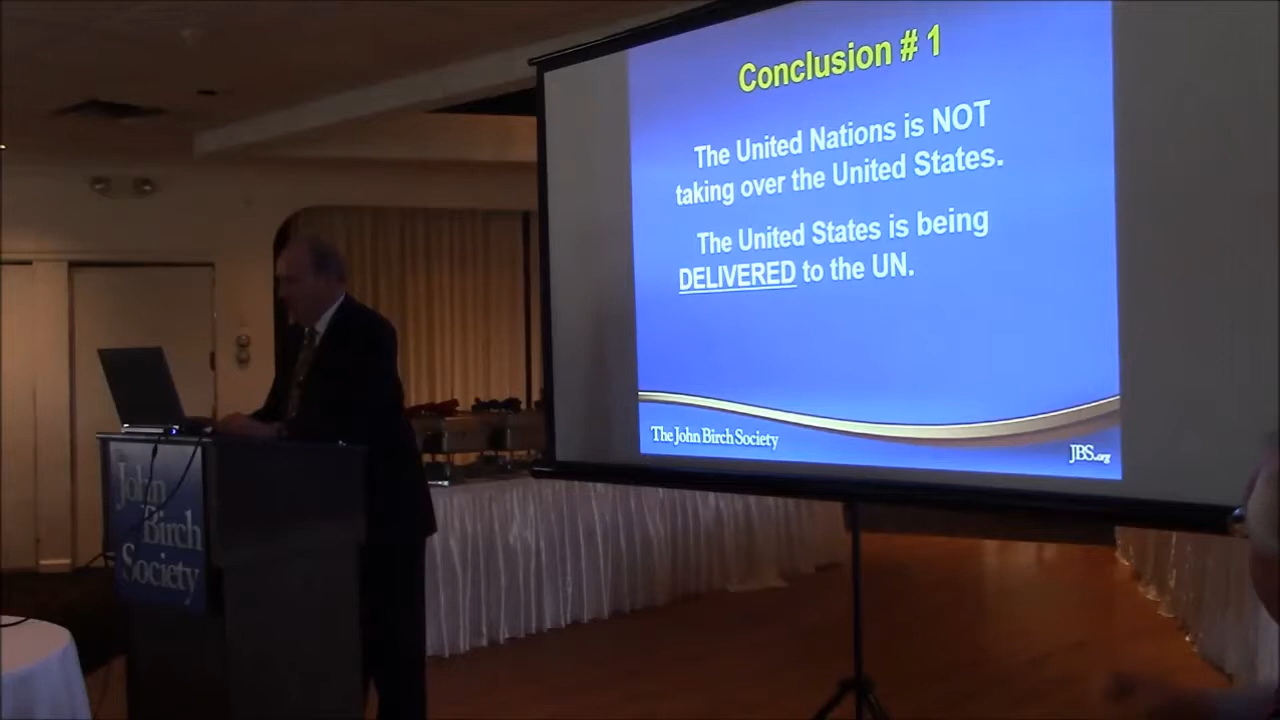 Conclusion # 1
The United Nations is NOT
taking over the United States.
The United States is being
DELIVERED to the UN.
The John Birch Society
JBS.org
John
Birch
Society